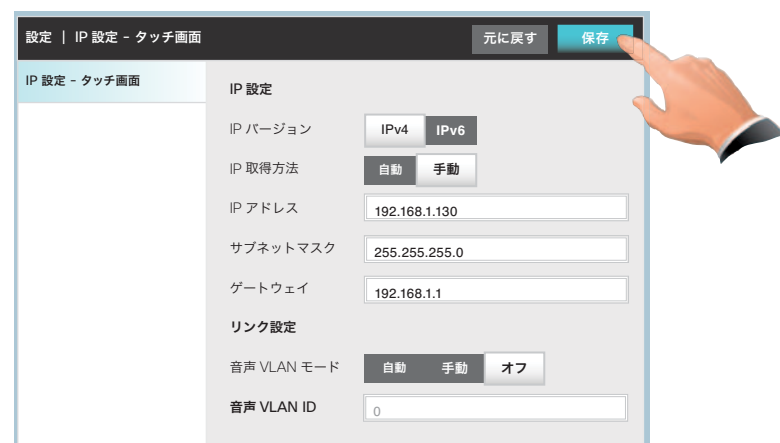 設定 | IP 設定 - タッチ画面
元に戻す 保存
IP 設定 - タッチ画面
IP 設定
IP バージョン IPv4 IPv6
IP 取得方法 自動 手動
IP アドレス 192.168.1.130
サブネットマスク 255.255.255.0
ゲートウェイ 192.168.1.1
リンク設定
音声 VLAN モード 自動 手動 オフ
音声 VLAN ID 0